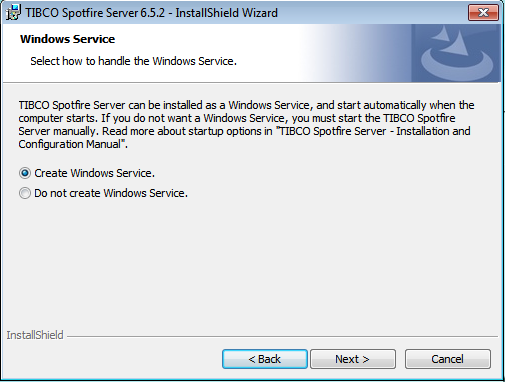 TIBCO Spotfire Server 6.5.2 - InstallShield Wizard
Windows Service
Select how to handle the Windows Service.
TIBCO Spotfire Server can be installed as a Windows Service, and start automatically when the
computer starts. If you do not want a Windows Service, you must start the TIBCO Spotfire
Server manually. Read more about startup options in "TIBCO Spotfire Server - Installation and
Configuration Manual".
Create Windows Service.
Do not create Windows Service.
InstallShield
< Back
Next >
Cancel